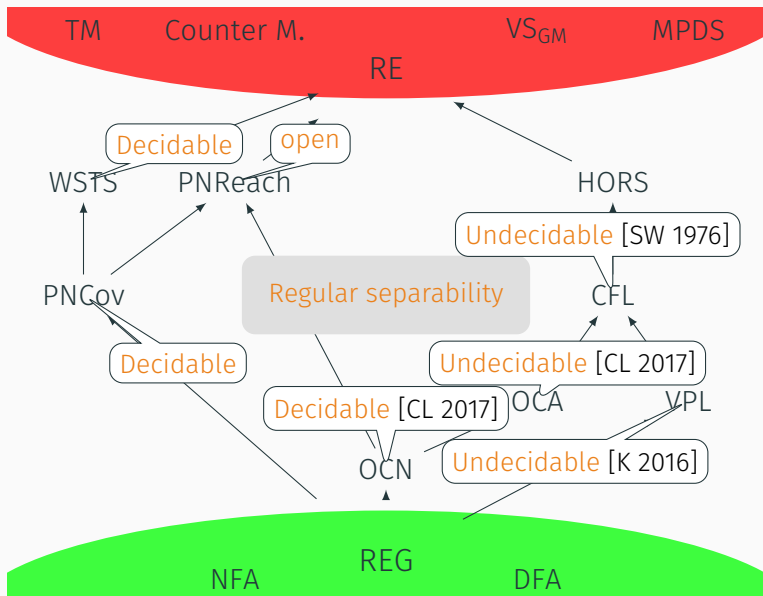 TM Counter M. VS_GM MPDS
RE
Decidable open
WSTS PNReach HORS
Undecidable [SW 1976]
PNCov Regular separability CFL
Decidable Undecidable [CL 2017]
Decidable [CL 2017] OCA VPL
OCN Undecidable [K 2016]
REG
NFA DFA